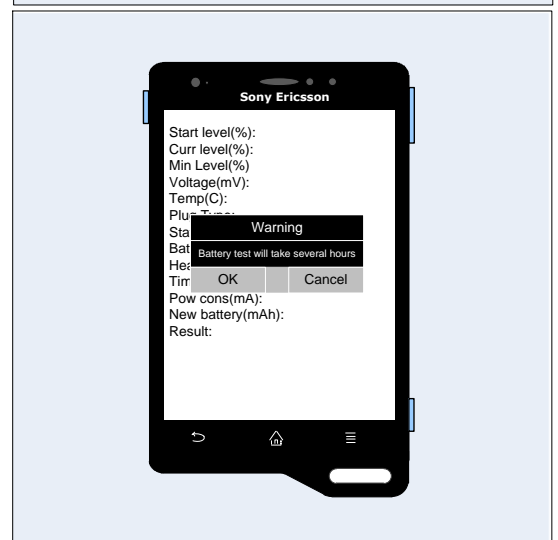 Sony Ericsson
Start level(%):
Curr level(%):
Min Level(%)
Voltage(mV):
Temp(C):
Warning
Battery test will take several hours
OK Cancel
Pow cons(mA):
New battery(mAh):
Result: